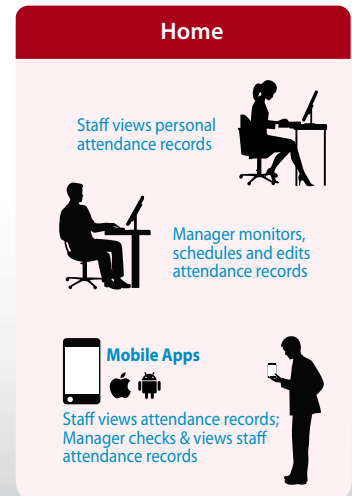 Home
Staff views personal
attendance records
Manager monitors,
schedules and edits
attendance records
Mobile Apps
Staff views attendance records;
Manager checks & views staff
attendance records